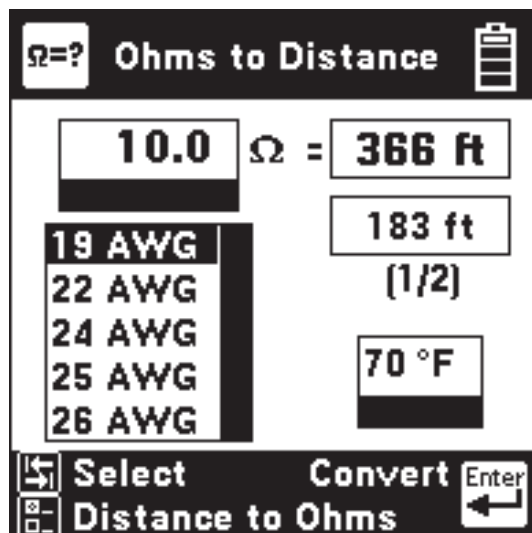 Ω=? Ohms to Distance
10.0 Ω = 366 ft
183 ft
(1/2)
19 AWG
22 AWG
24 AWG
25 AWG
26 AWG
70 °F
Select Convert Enter
Distance to Ohms